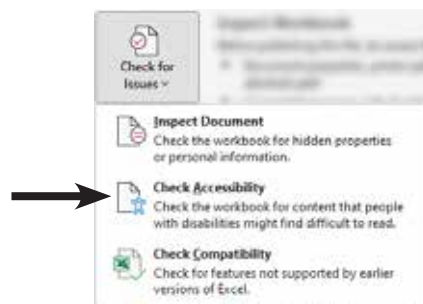 Check for
Issues
Inspect Document
Check the workbook for hidden properties
or personal information.
Check Accessibility
Check the workbook for content that people
with disabilities might find difficult to read.
Check Compatibility
Check for features not supported by earlier
versions of Excel.